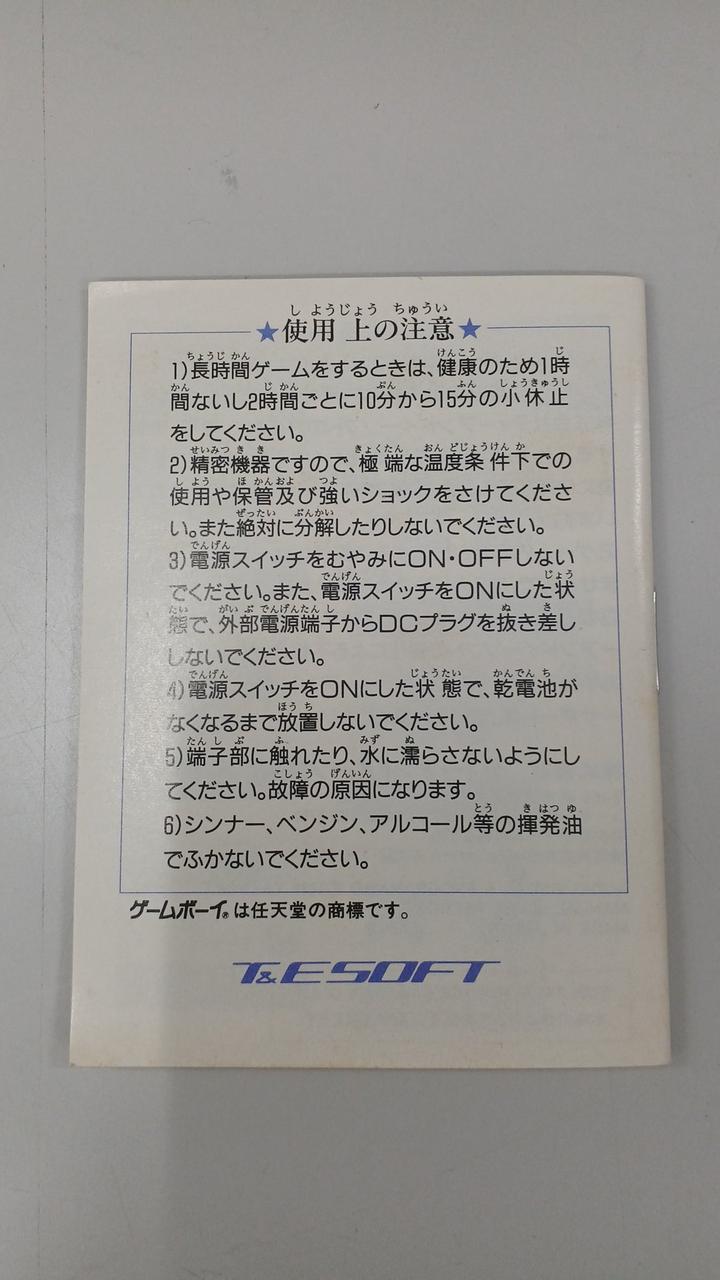 ★使用上の注意★
1)長時間ゲームをするときは、健康のため1時
間ないし2時間ごとに10分から15分の小休止
をしてください。
2)精密機器ですので、極端な温度条件下での
使用や保管及び強いショックをさけてくださ
い。また絶対に分解したりしないでください。
3)電源スイッチをむやみにON・OFFしない
でください。また、電源スイッチをONにした状
態で、外部電源端子からDCプラグを抜き差し
しないでください。
4)電源スイッチをONにした状態で、乾電池が
なくなるまで放置しないでください。
5)端子部に触れたり、水に濡らさないようにし
てください。故障の原因になります。
6)シンナー、ベンジン、アルコール等の揮発油
でふかないでください。
ゲームボーイ®は任天堂の商標です。
T&E SOFT